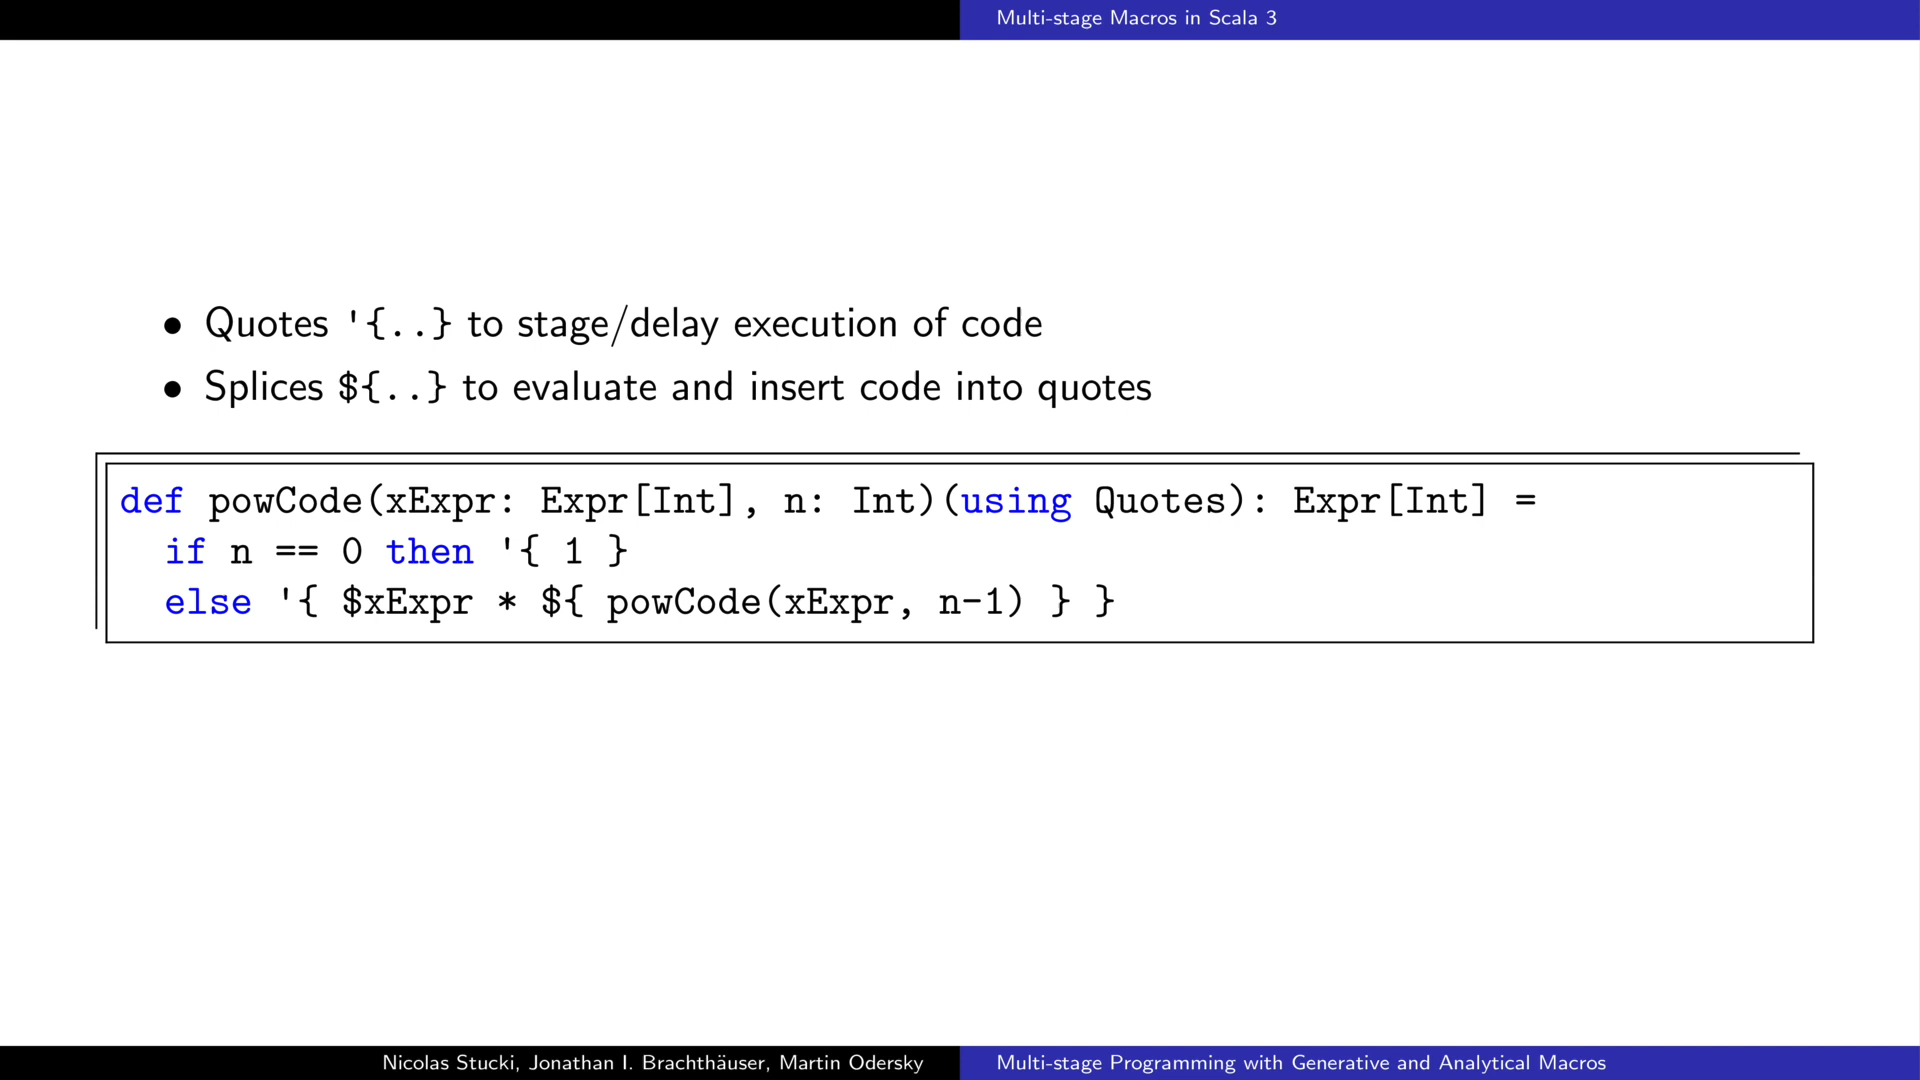 Multi-stage Macros in Scala 3
• Quotes '{..} to stage/delay execution of code
• Splices ${..} to evaluate and insert code into quotes
def powCode(xExpr: Expr[Int], n: Int)(using Quotes): Expr[Int] =
  if n == 0 then '{ 1 }
  else '{ $xExpr * ${ powCode(xExpr, n-1) } }
Nicolas Stucki, Jonathan I. Brachthäuser, Martin Odersky
Multi-stage Programming with Generative and Analytical Macros